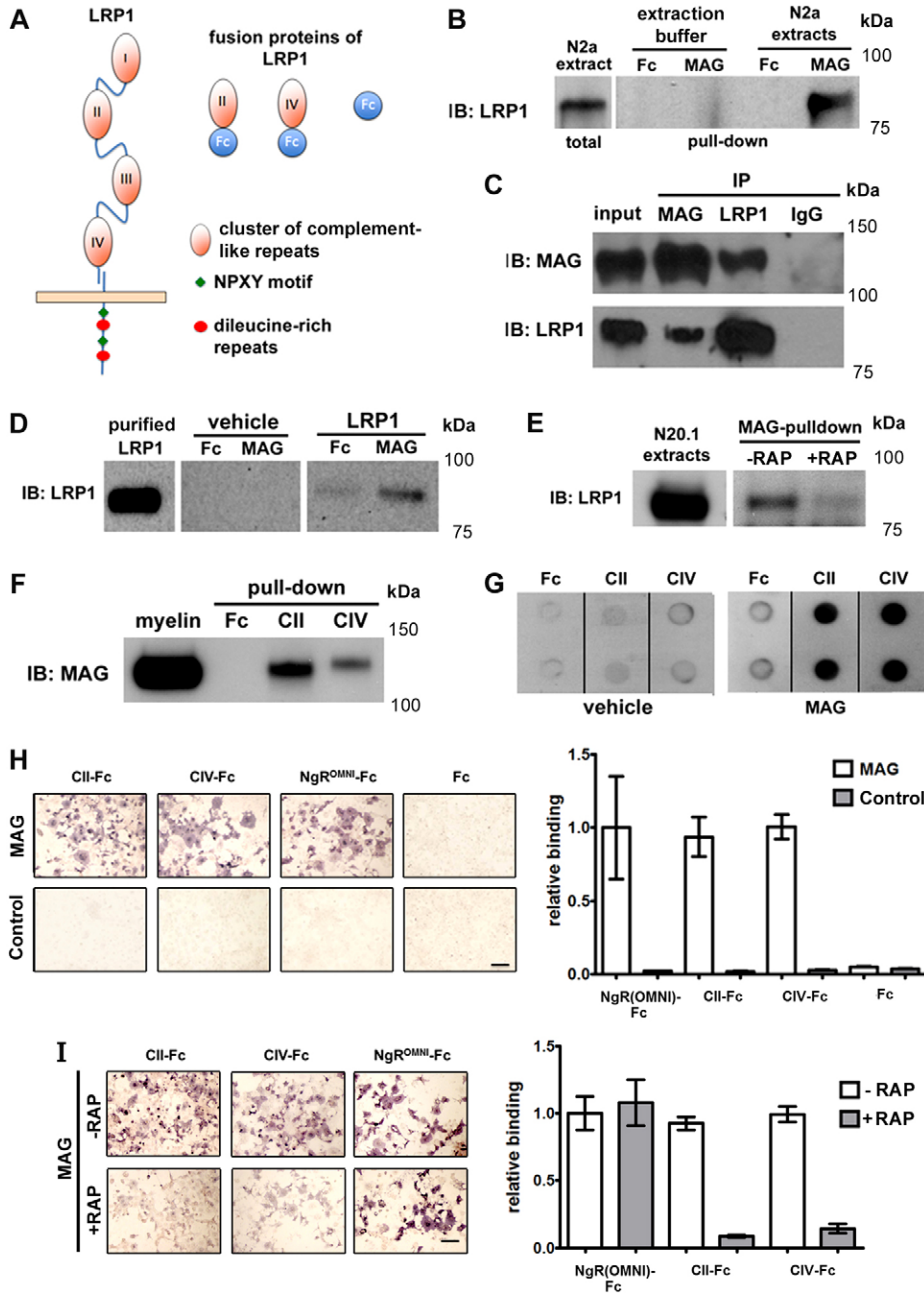 A
LRP1
I
II
III
IV
fusion proteins of
LRP1
II
Fc
IV
Fc
Fc
cluster of complement-
like repeats
NPXY motif
dileucine-rich
repeats
B
N2a
extract
extraction
buffer
N2a
extracts
kDa
Fc MAG Fc MAG
100
IB: LRP1
75
total
pull-down
C
IP
kDa
input MAG LRP1 IgG
150
IB: MAG
100
IB: LRP1
75
D
purified
LRP1
vehicle
LRP1
kDa
Fc MAG Fc MAG
100
IB: LRP1
75
E
N20.1
extracts
MAG-pulldown
kDa
-RAP +RAP
100
IB: LRP1
75
F
pull-down
kDa
myelin Fc CII CIV
150
IB: MAG
100
G
Fc CII CIV Fc CII CIV
vehicle MAG
H
CII-Fc CIV-Fc NgROMNI-Fc Fc
MAG
Control
relative binding
1.5
1.0
0.5
0.0
MAG
Control
NgR(OMNI)-
Fc
CII-Fc
CIV-Fc
Fc
I
CII-Fc CIV-Fc NgROMNI-Fc
MAG
-RAP
+RAP
relative binding
1.5
1.0
0.5
0.0
- RAP
+ RAP
NgR(OMNI)-
Fc
CII-Fc
CIV-Fc